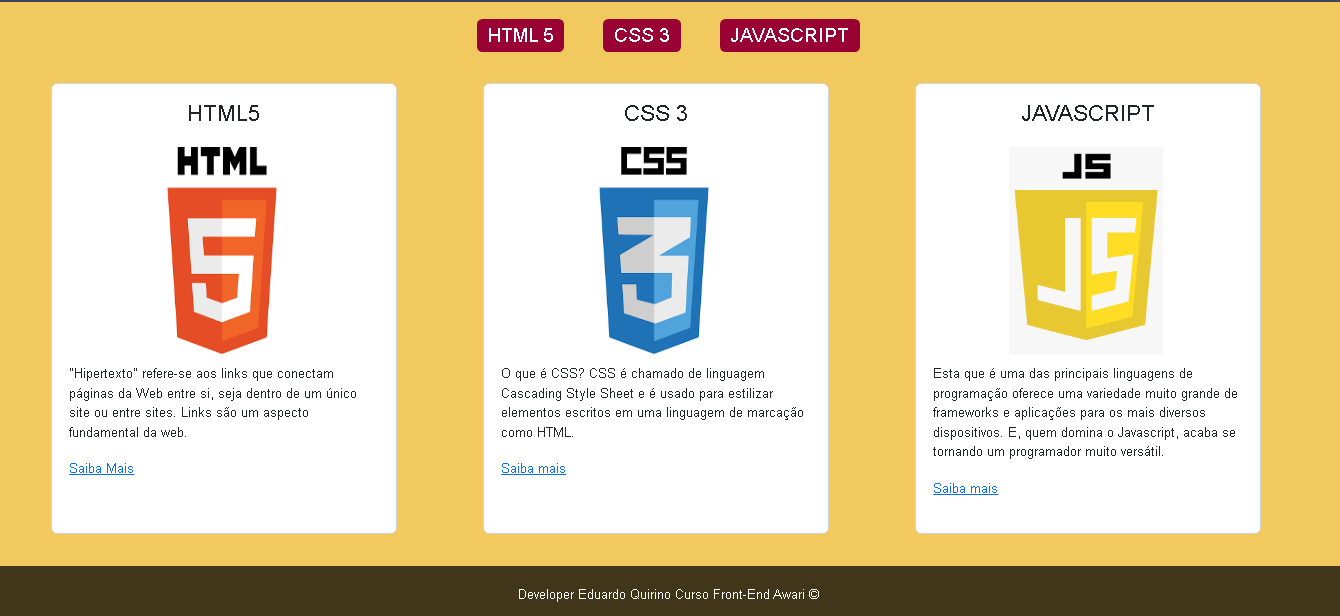 HTML 5 CSS 3 JAVASCRIPT
HTML5
HTML
5
"Hipertexto" refere-se aos links que conectam
páginas da Web entre si, seja dentro de um único
site ou entre sites. Links são um aspecto
fundamental da web.
Saiba Mais
CSS 3
CSS
3
O que é CSS? CSS é chamado de linguagem
Cascading Style Sheet e é usado para estilizar
elementos escritos em uma linguagem de marcação
como HTML.
Saiba mais
JAVASCRIPT
JS
JS
Esta que é uma das principais linguagens de
programação oferece uma variedade muito grande de
frameworks e aplicações para os mais diversos
dispositivos. E, quem domina o Javascript, acaba se
tornando um programador muito versátil.
Saiba mais
Developer Eduardo Quirino Curso Front-End Awari ©